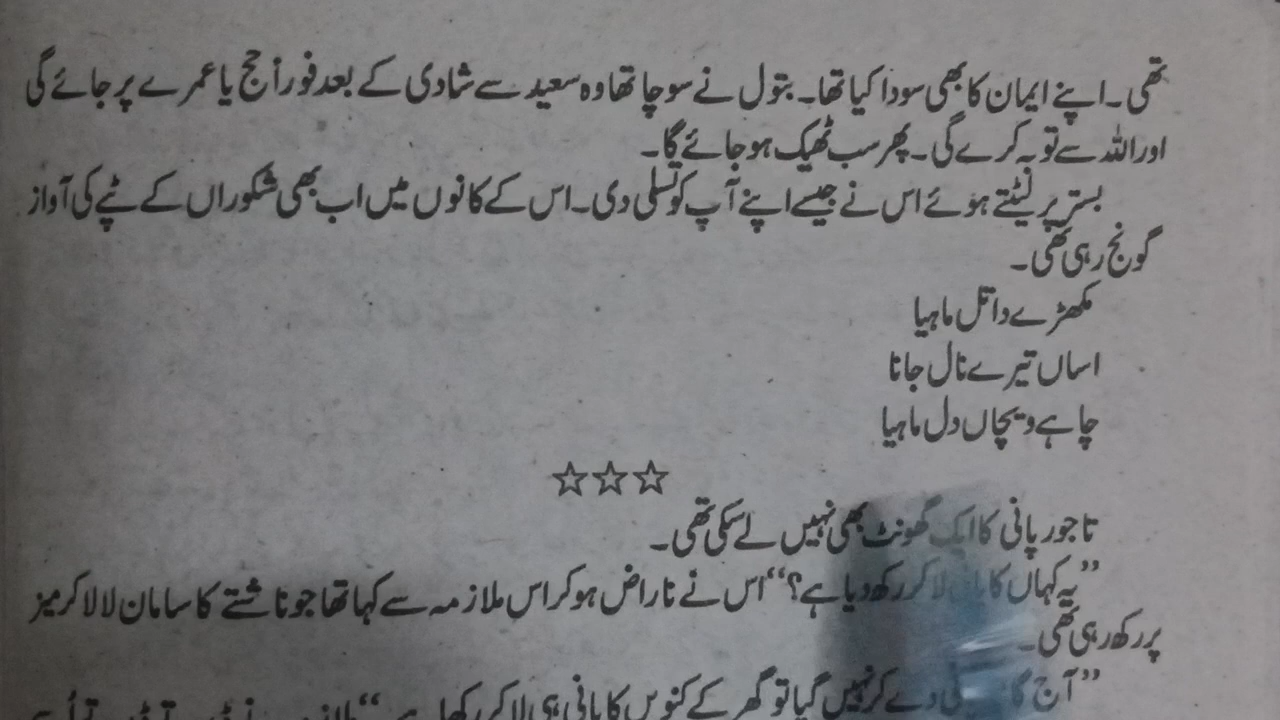 تھی۔ اپنے ایمان کا بھی سودا کیا تھا۔ بتول نے سوچا تھا وہ سعید سے شادی کے بعد فوراً حج یا عمرے پر جائے گی
اور اللہ سے توبہ کرے گی۔ پھر سب ٹھیک ہو جائے گا۔
بستر پر لیٹتے ہوئے اس نے جیسے اپنے آپ کو تسلی دی۔ اس کے کانوں میں اب بھی شکوراں کے ٹپے کی آواز
گونج رہی تھی۔
مکھڑے دا تل ماہیا
اساں تیرے نال جانا
چاہے ویچاں دل ماہیا
☆☆☆
تاجور پانی کا ایک گھونٹ بھی نہیں لے سکی تھی۔
”یہ کہاں کا پانی لا کر رکھ دیا ہے؟“ اس نے ناراض ہو کر اس ملازمہ سے کہا تھا جو ناشتے کا سامان لا لا کر میز
پر رکھ رہی تھی۔
”آج دے کر نہیں گیا تو گھر کے کنویں کا پانی ہی لا کر رکھا